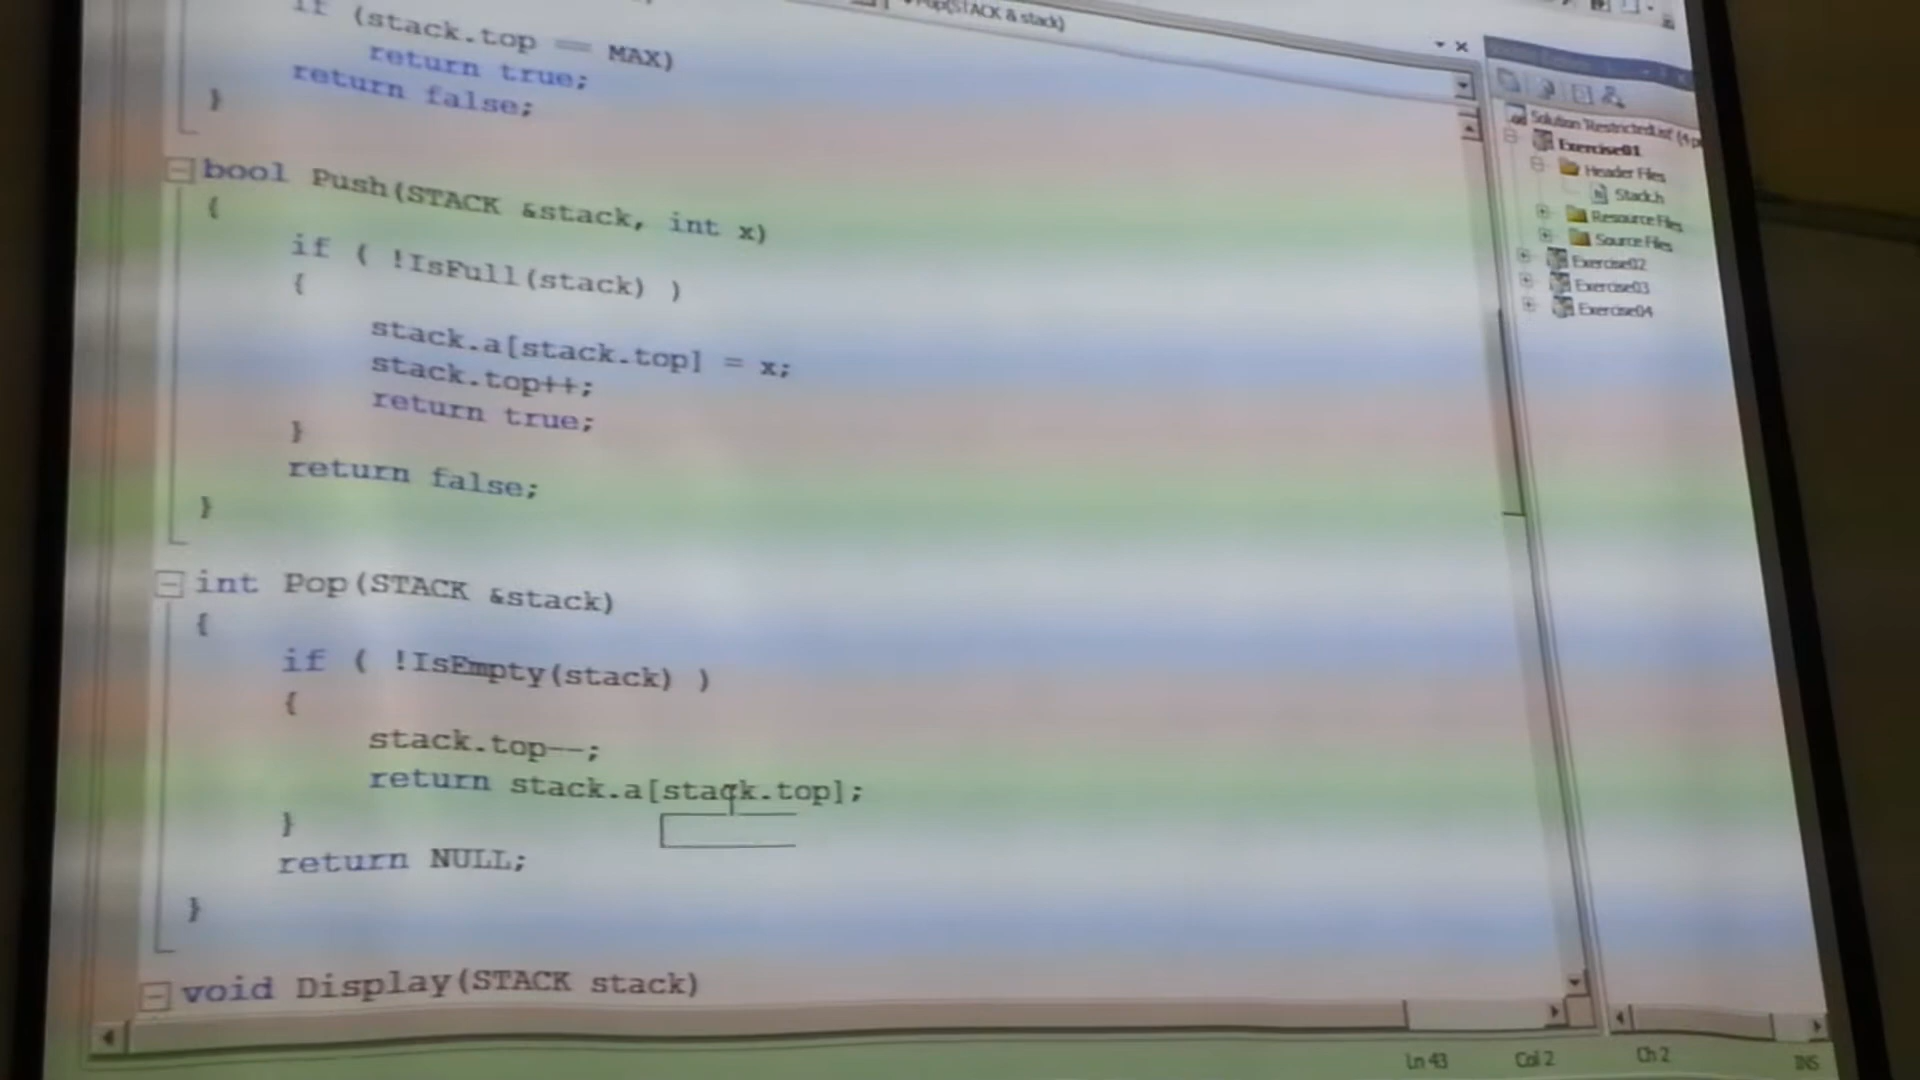 Pop(STACK & stack)
if (stack.top == MAX)
return true;
return false;
}
bool Push(STACK &stack, int x)
{
if ( !IsFull(stack) )
{
stack.a[stack.top] = x;
stack.top++;
return true;
}
return false;
}
int Pop(STACK &stack)
{
if ( !IsEmpty(stack) )
{
stack.top--;
return stack.a[stack.top];
}
return NULL;
}
void Display(STACK stack)
Solution 'RestrictedList' (4 p
Exercise01
Header Files
Stack.h
Resource Files
Source Files
Exercise02
Exercise03
Exercise04
Ln 43 Col 2 Ch 2 INS